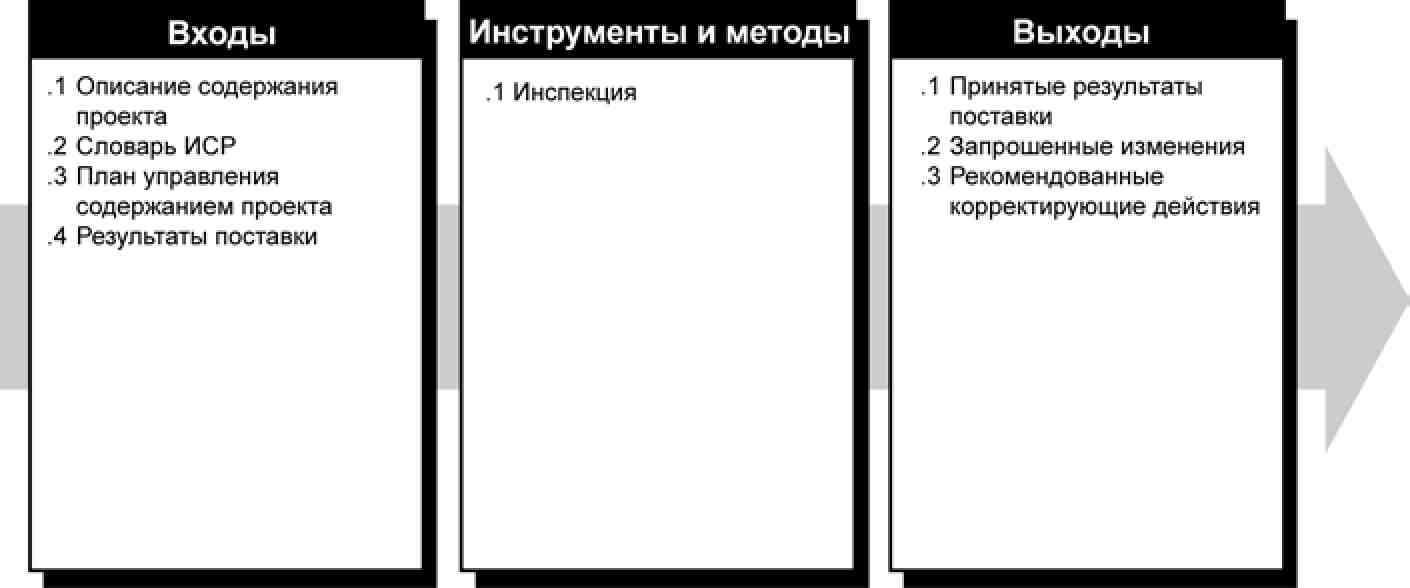 Входы
.1 Описание содержания
проекта
.2 Словарь ИСР
.3 План управления
содержанием проекта
.4 Результаты поставки
Инструменты и методы
.1 Инспекция
Выходы
.1 Принятые результаты
поставки
.2 Запрошенные изменения
.3 Рекомендованные
корректирующие действия